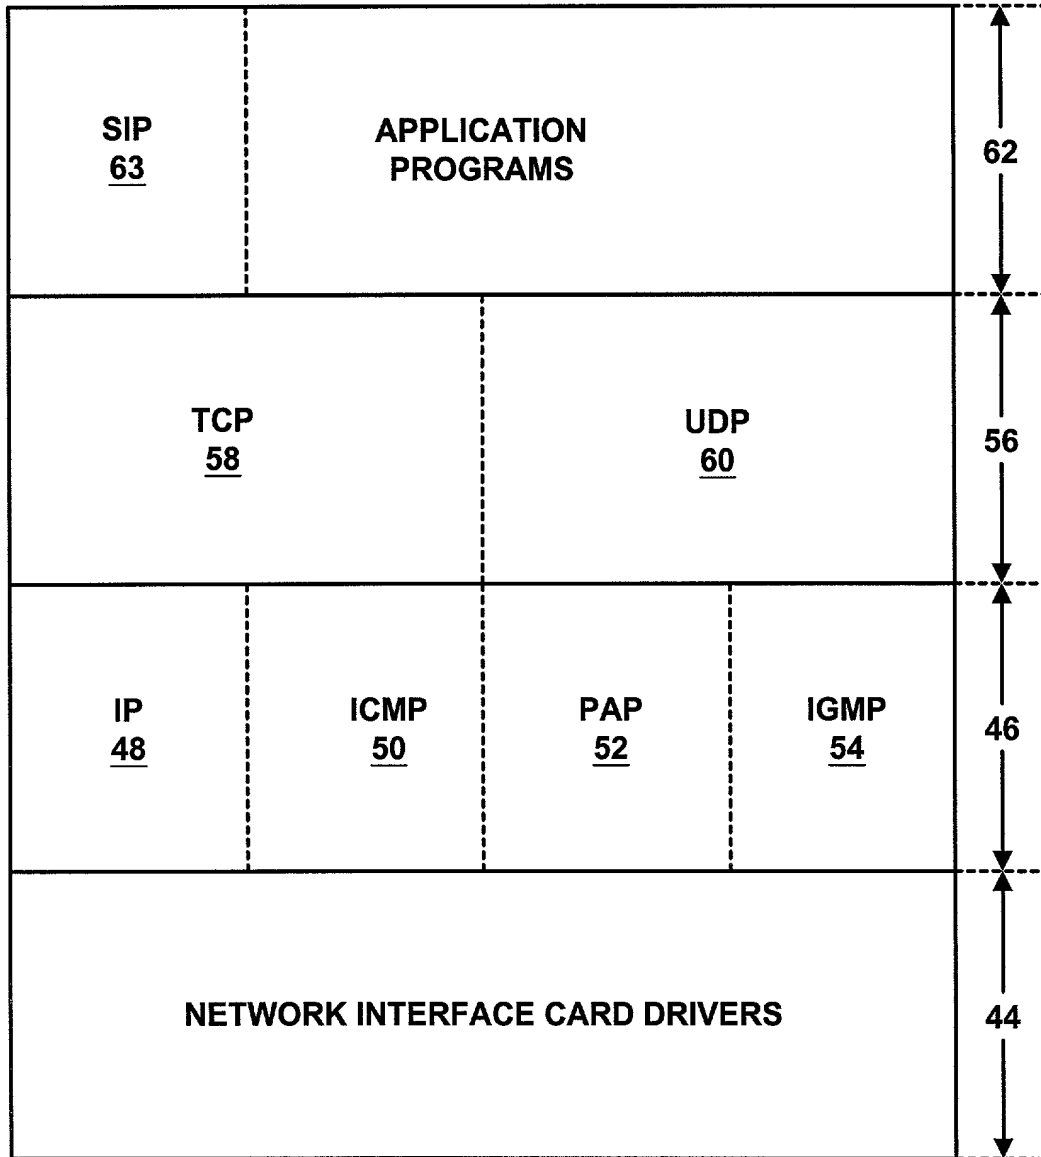 SIP
63
APPLICATION
PROGRAMS
62
TCP
58
UDP
60
56
IP
48
ICMP
50
PAP
52
IGMP
54
46
NETWORK INTERFACE CARD DRIVERS
44